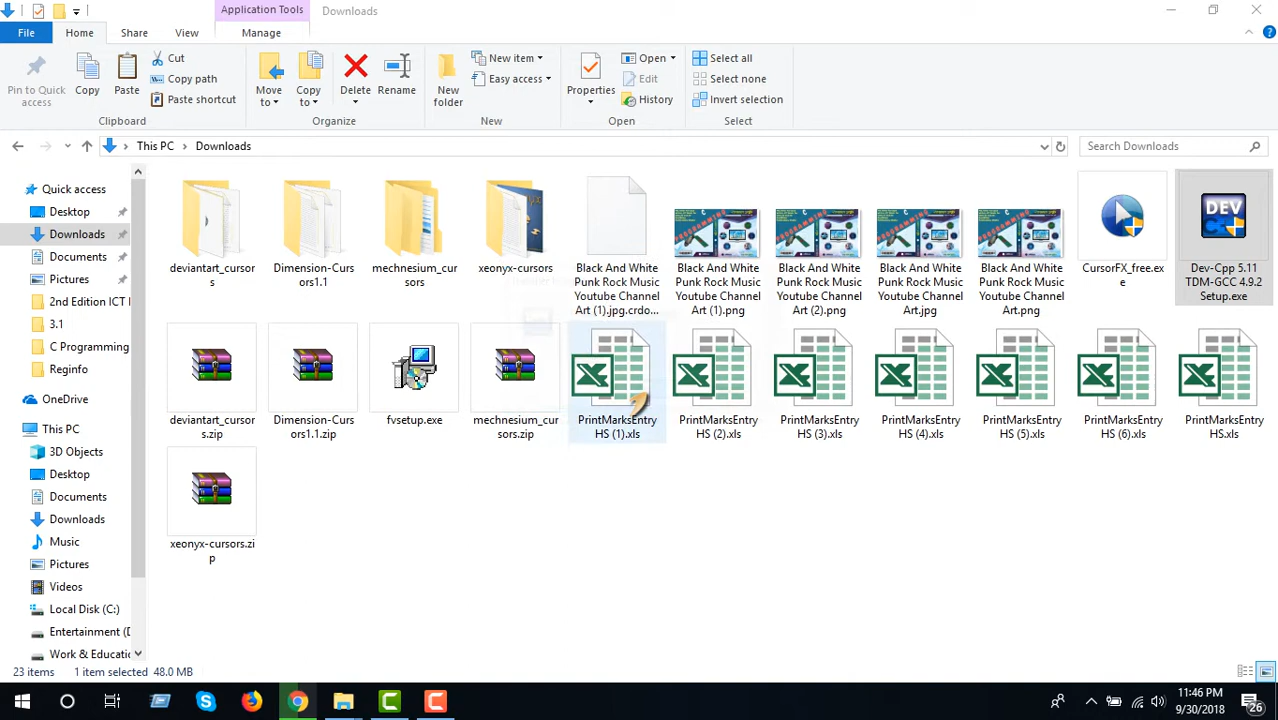 Application Tools
Downloads
File
Home
Share
View
Manage
Pin to Quick
access
Copy
Paste
Cut
Copy path
Paste shortcut
Move
to
Copy
to
Delete
Rename
New
folder
New item
Easy access
Properties
Open
Edit
History
Select all
Select none
Invert selection
Clipboard
Organize
New
Open
Select
This PC
Downloads
Search Downloads
Quick access
Desktop
Downloads
Documents
Pictures
2nd Edition ICT I
3.1
C Programming
Reginfo
OneDrive
This PC
3D Objects
Desktop
Documents
Downloads
Music
Pictures
Videos
Local Disk (C:)
Entertainment (D
Work & Educatio
deviantart_cursor
s
Dimension-Curs
ors1.1
mechnesium_cur
sors
xeonyx-cursors
Black And White
Punk Rock Music
Youtube Channel
Art (1).jpg.crdo...
Black And White
Punk Rock Music
Youtube Channel
Art (1).png
Black And White
Punk Rock Music
Youtube Channel
Art (2).png
Black And White
Punk Rock Music
Youtube Channel
Art.jpg
Black And White
Punk Rock Music
Youtube Channel
Art.png
CursorFX_free.ex
e
DEV
Dev-Cpp 5.11
TDM-GCC 4.9.2
Setup.exe
deviantart_cursor
s.zip
Dimension-Curs
ors1.1.zip
fvsetup.exe
mechnesium_cur
sors.zip
PrintMarksEntry
HS (1).xls
PrintMarksEntry
HS (2).xls
PrintMarksEntry
HS (3).xls
PrintMarksEntry
HS (4).xls
PrintMarksEntry
HS (5).xls
PrintMarksEntry
HS (6).xls
PrintMarksEntry
HS.xls
xeonyx-cursors.zi
p
23 items
1 item selected 48.0 MB
11:46 PM
9/30/2018
26